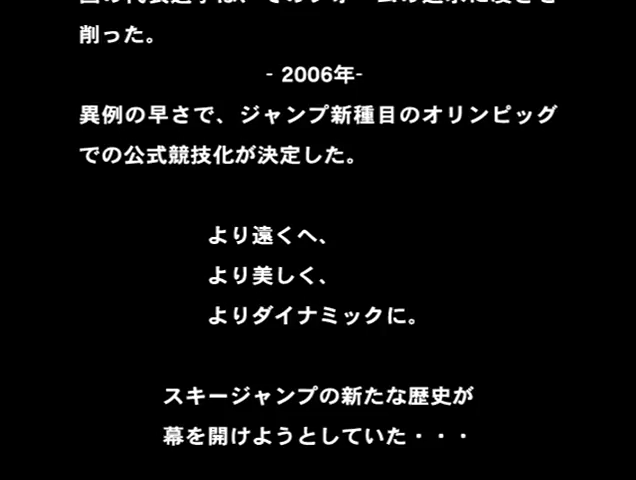 削った。
- 2006年-
異例の早さで、ジャンプ新種目のオリンピッグ
での公式競技化が決定した。
より遠くへ、
より美しく、
よりダイナミックに。
スキージャンプの新たな歴史が
幕を開けようとしていた・・・